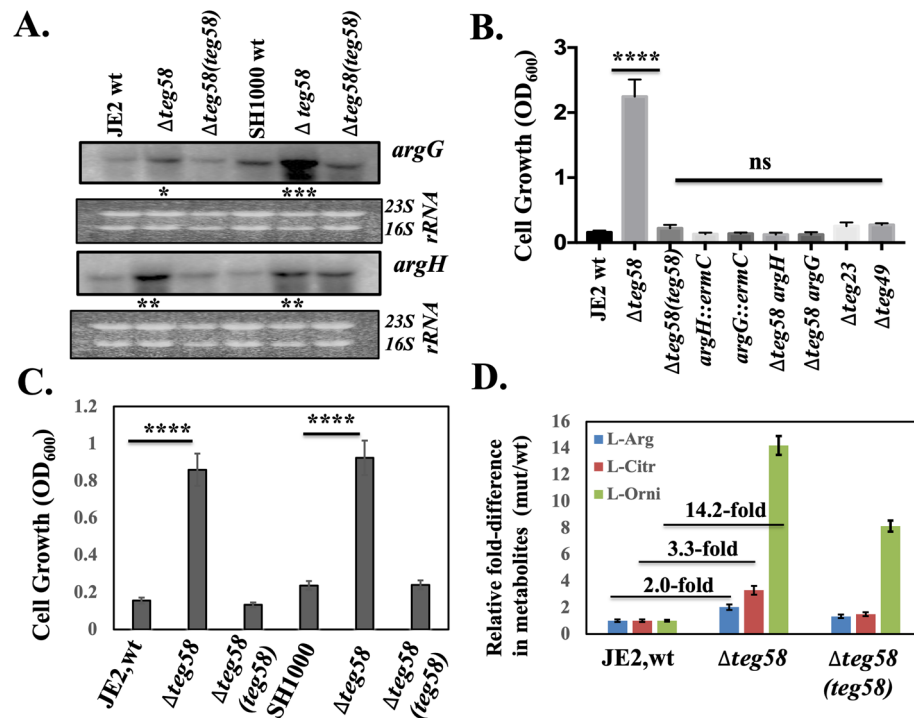 A.
JE2 wt
Δteg58
Δteg58(teg58)
SH1000 wt
Δ teg58
Δteg58(teg58)
argG
* ***
23S
16S
rRNA
argH
** **
23S
16S
rRNA
B.
Cell Growth (OD600)
3
2
1
0
****
ns
JE2 wt
Δteg58
Δteg58(teg58)
argH::ermC
argG::ermC
Δteg58 argH
Δteg58 argG
Δteg23
Δteg49
C.
Cell Growth (OD600)
1.2
1
0.8
0.6
0.4
0.2
0
**** ****
JE2,wt
Δteg58
Δteg58
(teg58)
SH1000
Δteg58
Δteg58
(teg58)
D.
Relative fold-difference
in metabolites (mut/wt)
16
14
12
10
8
6
4
2
0
L-Arg
L-Citr
L-Orni
14.2-fold
3.3-fold
2.0-fold
JE2,wt
Δteg58
Δteg58
(teg58)